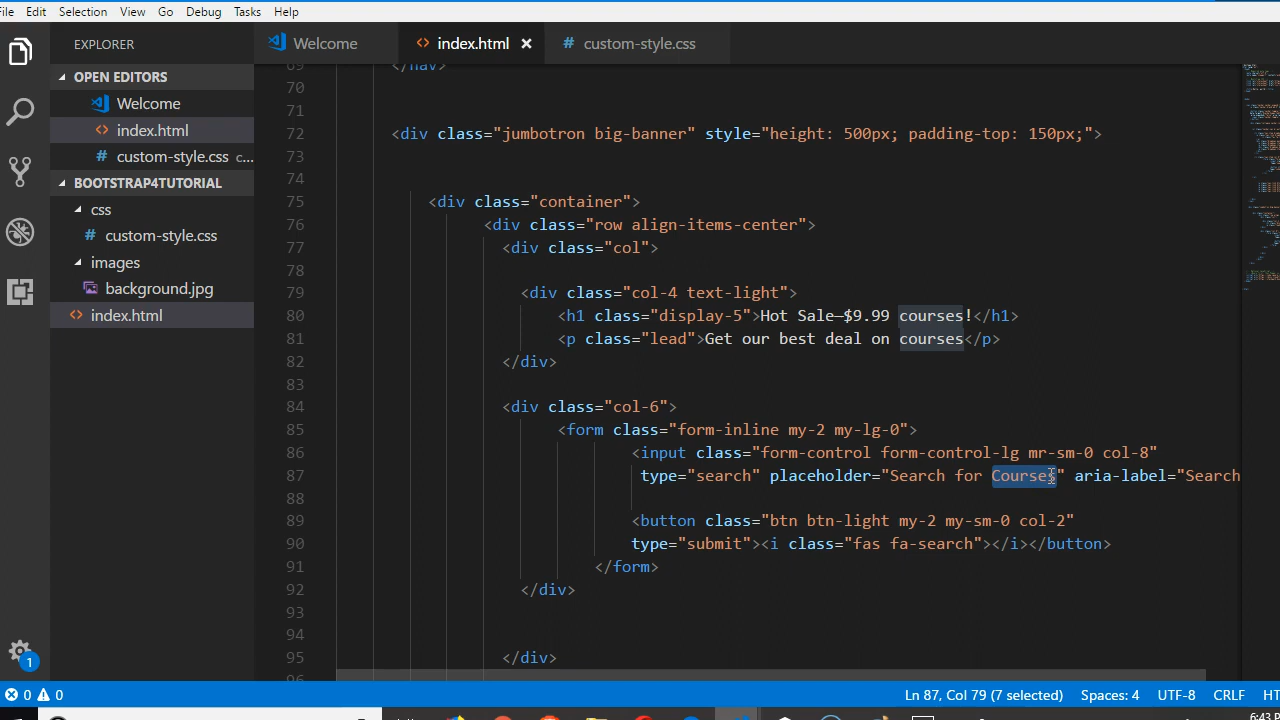 File Edit Selection View Go Debug Tasks Help
EXPLORER
OPEN EDITORS
Welcome
index.html
custom-style.css c...
BOOTSTRAP4TUTORIAL
css
custom-style.css
images
background.jpg
index.html
1
Welcome
index.html
custom-style.css
69 </nav>
70
71
72 <div class="jumbotron big-banner" style="height: 500px; padding-top: 150px;">
73
74
75 <div class="container">
76 <div class="row align-items-center">
77 <div class="col">
78
79 <div class="col-4 text-light">
80 <h1 class="display-5">Hot Sale—$9.99 courses!</h1>
81 <p class="lead">Get our best deal on courses</p>
82 </div>
83
84 <div class="col-6">
85 <form class="form-inline my-2 my-lg-0">
86 <input class="form-control form-control-lg mr-sm-0 col-8"
87 type="search" placeholder="Search for Courses" aria-label="Search
88
89 <button class="btn btn-light my-2 my-sm-0 col-2"
90 type="submit"><i class="fas fa-search"></i></button>
91 </form>
92 </div>
93
94
95 </div>
96
0 0 Ln 87, Col 79 (7 selected) Spaces: 4 UTF-8 CRLF HT
6:43 P